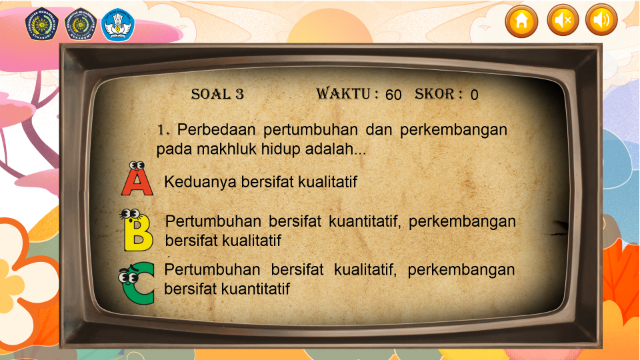 SOAL 3 WAKTU : 60 SKOR : 0
1. Perbedaan pertumbuhan dan perkembangan
pada makhluk hidup adalah...
A Keduanya bersifat kualitatif
B Pertumbuhan bersifat kuantitatif, perkembangan
bersifat kualitatif
C Pertumbuhan bersifat kualitatif, perkembangan
bersifat kuantitatif